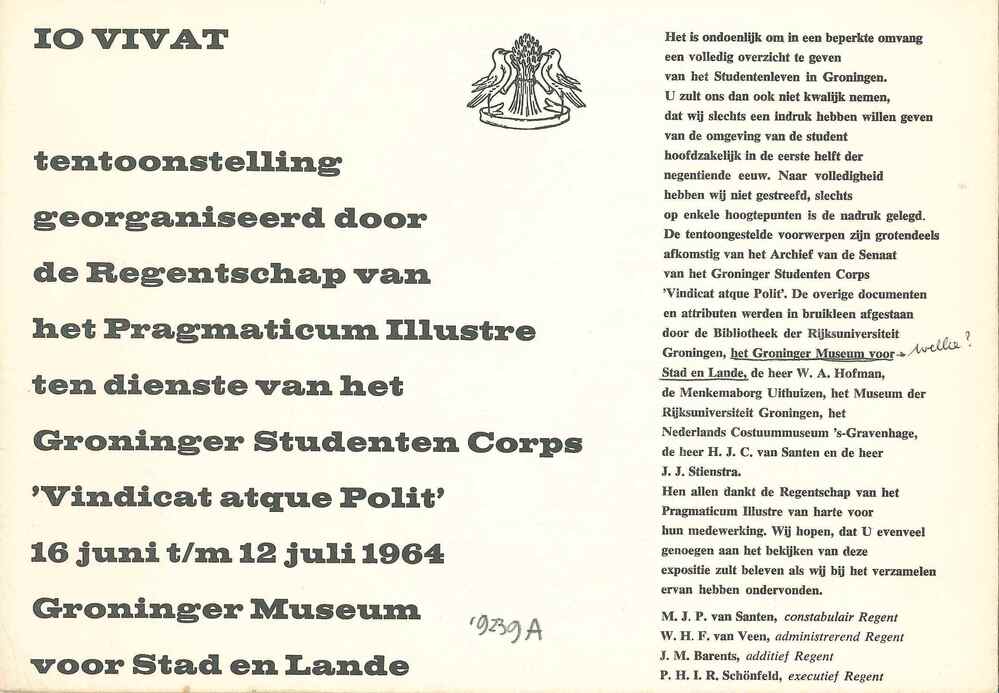 IO VIVAT
tentoonstelling
georganiseerd door
de Regentschap van
het Pragmaticum Illustre
ten dienste van het
Groninger Studenten Corps
'Vindicat atque Polit'
16 juni t/m 12 juli 1964
Groninger Museum
voor Stad en Lande
'9239A
Het is ondoenlijk om in een beperkte omvang
een volledig overzicht te geven
van het Studentenleven in Groningen.
U zult ons dan ook niet kwalijk nemen,
dat wij slechts een indruk hebben willen geven
van de omgeving van de student
hoofdzakelijk in de eerste helft der
negentiende eeuw. Naar volledigheid
hebben wij niet gestreefd, slechts
op enkele hoogtepunten is de nadruk gelegd.
De tentoongestelde voorwerpen zijn grotendeels
afkomstig van het Archief van de Senaat
van het Groninger Studenten Corps
'Vindicat atque Polit'. De overige documenten
en attributen werden in bruikleen afgestaan
door de Bibliotheek der Rijksuniversiteit
Groningen, het Groninger Museum voor → welke?
Stad en Lande, de heer W. A. Hofman,
de Menkemaborg Uithuizen, het Museum der
Rijksuniversiteit Groningen, het
Nederlands Costuummuseum 's-Gravenhage,
de heer H. J. C. van Santen en de heer
J. J. Stienstra.
Hen allen dankt de Regentschap van het
Pragmaticum Illustre van harte voor
hun medewerking. Wij hopen, dat U evenveel
genoegen aan het bekijken van deze
expositie zult beleven als wij bij het verzamelen
ervan hebben ondervonden.
M. J. P. van Santen, constabulair Regent
W. H. F. van Veen, administrerend Regent
J. M. Barents, additief Regent
P. H. I. R. Schönfeld, executief Regent